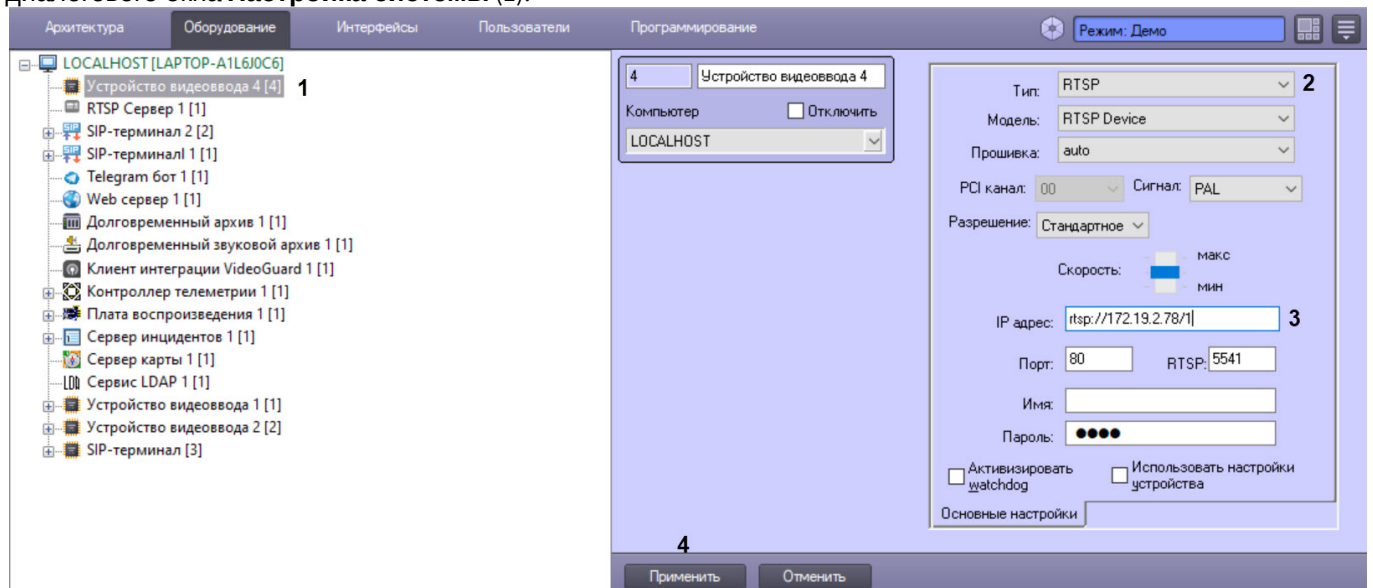 диалогового окна Настройка системы (1).
Архитектура Оборудование Интерфейсы Пользователи Программирование Режим: Демо
LOCALHOST [LAPTOP-A1L6J0C6]
Устройство видеоввода 4 [4] 1
RTSP Сервер 1 [1]
SIP-терминал 2 [2]
SIP-терминалl 1 [1]
Telegram бот 1 [1]
Web сервер 1 [1]
Долговременный архив 1 [1]
Долговременный звуковой архив 1 [1]
Клиент интеграции VideoGuard 1 [1]
Контроллер телеметрии 1 [1]
Плата воспроизведения 1 [1]
Сервер инцидентов 1 [1]
Сервер карты 1 [1]
Сервис LDAP 1 [1]
Устройство видеоввода 1 [1]
Устройство видеоввода 2 [2]
SIP-терминал [3]
4 Устройство видеоввода 4
Компьютер Отключить
LOCALHOST
Тип: RTSP 2
Модель: RTSP Device
Прошивка: auto
PCI канал: 00 Сигнал: PAL
Разрешение: Стандартное
макс
Скорость:
мин
IP адрес: rtsp://172.19.2.78/1 3
Порт: 80 RTSP: 5541
Имя:
Пароль: ●●●●
Активизировать watchdog
Использовать настройки устройства
Основные настройки
4
Применить Отменить